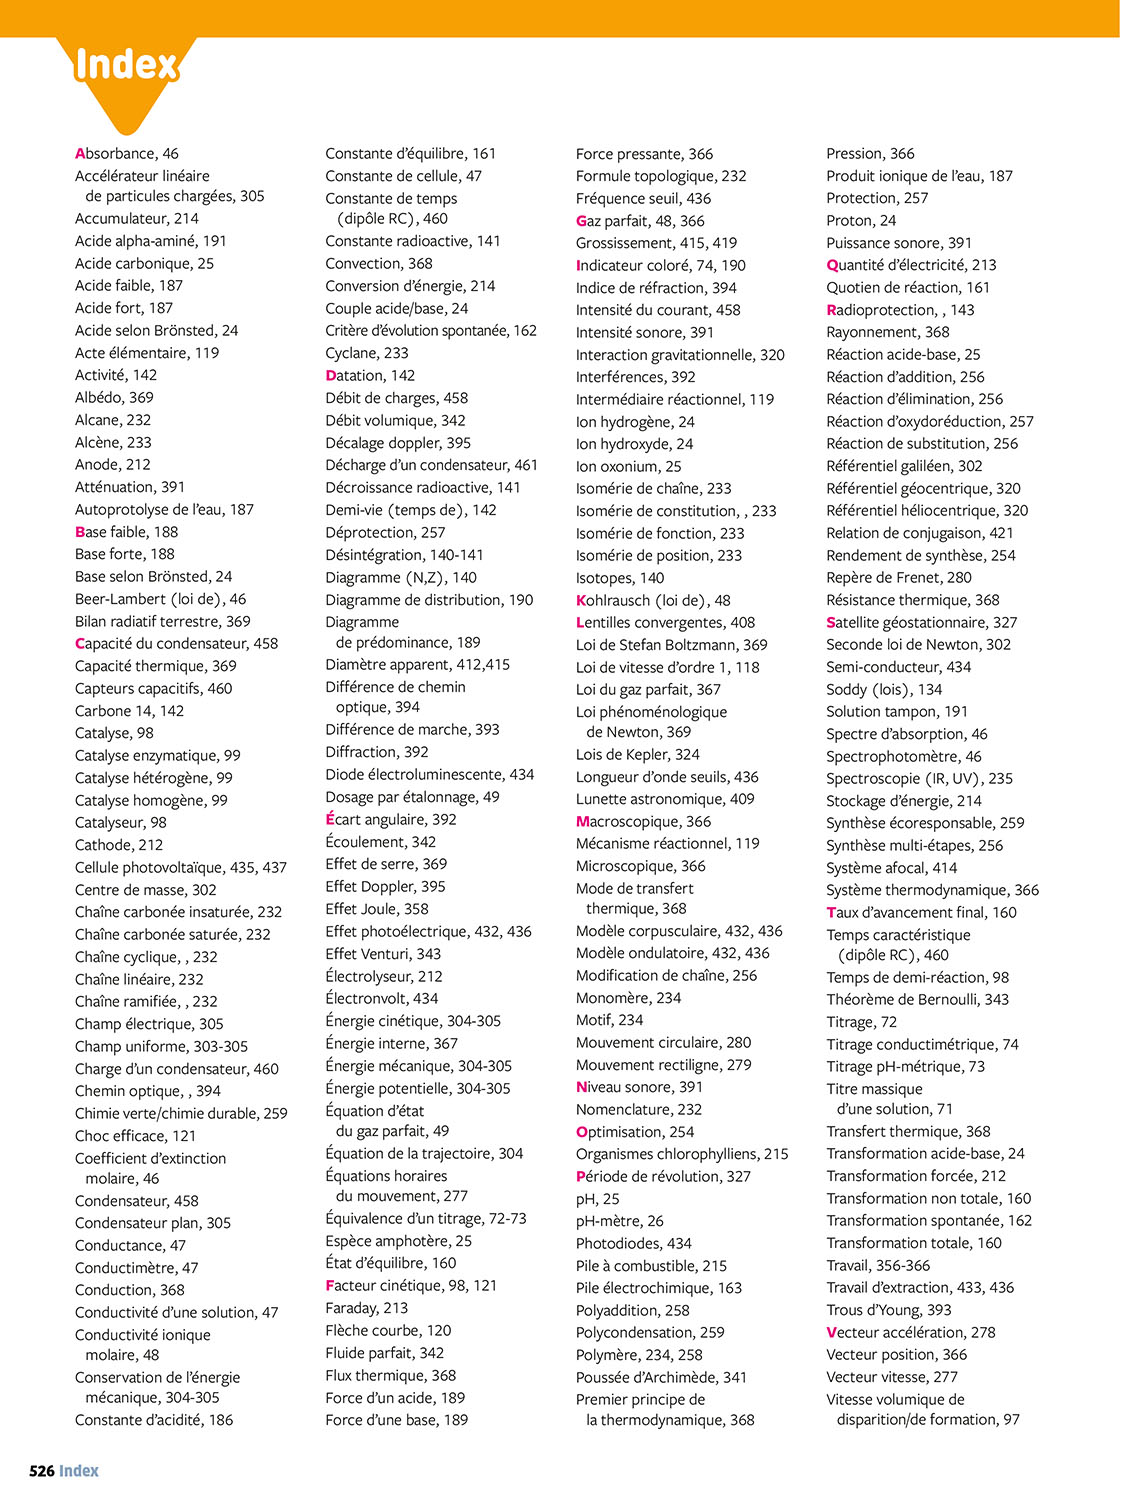 Index
Absorbance, 46
Accélérateur linéaire
de particules chargées, 305
Accumulateur, 214
Acide alpha-aminé, 191
Acide carbonique, 25
Acide faible, 187
Acide fort, 187
Acide selon Brönsted, 24
Acte élémentaire, 119
Activité, 142
Albédo, 369
Alcane, 232
Alcène, 233
Anode, 212
Atténuation, 391
Autoprotolyse de l'eau, 187
Base faible, 188
Base forte, 188
Base selon Brönsted, 24
Beer-Lambert (loi de), 46
Bilan radiatif terrestre, 369
Capacité du condensateur, 458
Capacité thermique, 369
Capteurs capacitifs, 460
Carbone 14, 142
Catalyse, 98
Catalyse enzymatique, 99
Catalyse hétérogène, 99
Catalyse homogène, 99
Catalyseur, 98
Cathode, 212
Cellule photovoltaïque, 435, 437
Centre de masse, 302
Chaîne carbonée insaturée, 232
Chaîne carbonée saturée, 232
Chaîne cyclique, , 232
Chaîne linéaire, 232
Chaîne ramifiée, , 232
Champ électrique, 305
Champ uniforme, 303-305
Charge d'un condensateur, 460
Chemin optique, , 394
Chimie verte/chimie durable, 259
Choc efficace, 121
Coefficient d'extinction
molaire, 46
Condensateur, 458
Condensateur plan, 305
Conductance, 47
Conductimètre, 47
Conduction, 368
Conductivité d'une solution, 47
Conductivité ionique
molaire, 48
Conservation de l'énergie
mécanique, 304-305
Constante d'acidité, 186
Constante d'équilibre, 161
Constante de cellule, 47
Constante de temps
(dipôle RC), 460
Constante radioactive, 141
Convection, 368
Conversion d'énergie, 214
Couple acide/base, 24
Critère d'évolution spontanée, 162
Cyclane, 233
Datation, 142
Débit de charges, 458
Débit volumique, 342
Décalage doppler, 395
Décharge d'un condensateur, 461
Décroissance radioactive, 141
Demi-vie (temps de), 142
Déprotection, 257
Désintégration, 140-141
Diagramme (N,Z), 140
Diagramme de distribution, 190
Diagramme
de prédominance, 189
Diamètre apparent, 412,415
Différence de chemin
optique, 394
Différence de marche, 393
Diffraction, 392
Diode électroluminescente, 434
Dosage par étalonnage, 49
Écart angulaire, 392
Écoulement, 342
Effet de serre, 369
Effet Doppler, 395
Effet Joule, 358
Effet photoélectrique, 432, 436
Effet Venturi, 343
Électrolyseur, 212
Électronvolt, 434
Énergie cinétique, 304-305
Énergie interne, 367
Énergie mécanique, 304-305
Énergie potentielle, 304-305
Équation d'état
du gaz parfait, 49
Équation de la trajectoire, 304
Équations horaires
du mouvement, 277
Équivalence d'un titrage, 72-73
Espèce amphotère, 25
État d'équilibre, 160
Facteur cinétique, 98, 121
Faraday, 213
Flèche courbe, 120
Fluide parfait, 342
Flux thermique, 368
Force d'un acide, 189
Force d'une base, 189
Force pressante, 366
Formule topologique, 232
Fréquence seuil, 436
Gaz parfait, 48, 366
Grossissement, 415, 419
Indicateur coloré, 74, 190
Indice de réfraction, 394
Intensité du courant, 458
Intensité sonore, 391
Interaction gravitationnelle, 320
Interférences, 392
Intermédiaire réactionnel, 119
Ion hydrogène, 24
Ion hydroxyde, 24
Ion oxonium, 25
Isomérie de chaîne, 233
Isomérie de constitution, , 233
Isomérie de fonction, 233
Isomérie de position, 233
Isotopes, 140
Kohlrausch (loi de), 48
Lentilles convergentes, 408
Loi de Stefan Boltzmann, 369
Loi de vitesse d'ordre 1, 118
Loi du gaz parfait, 367
Loi phénoménologique
de Newton, 369
Lois de Kepler, 324
Longueur d'onde seuils, 436
Lunette astronomique, 409
Macroscopique, 366
Mécanisme réactionnel, 119
Microscopique, 366
Mode de transfert
thermique, 368
Modèle corpusculaire, 432, 436
Modèle ondulatoire, 432, 436
Modification de chaîne, 256
Monomère, 234
Motif, 234
Mouvement circulaire, 280
Mouvement rectiligne, 279
Niveau sonore, 391
Nomenclature, 232
Optimisation, 254
Organismes chlorophylliens, 215
Période de révolution, 327
pH, 25
pH-mètre, 26
Photodiodes, 434
Pile à combustible, 215
Pile électrochimique, 163
Polyaddition, 258
Polycondensation, 259
Polymère, 234, 258
Poussée d'Archimède, 341
Premier principe de
la thermodynamique, 368
Pression, 366
Produit ionique de l'eau, 187
Protection, 257
Proton, 24
Puissance sonore, 391
Quantité d'électricité, 213
Quotien de réaction, 161
Radioprotection, , 143
Rayonnement, 368
Réaction acide-base, 25
Réaction d'addition, 256
Réaction d'élimination, 256
Réaction d'oxydoréduction, 257
Réaction de substitution, 256
Référentiel galiléen, 302
Référentiel géocentrique, 320
Référentiel héliocentrique, 320
Relation de conjugaison, 421
Rendement de synthèse, 254
Repère de Frenet, 280
Résistance thermique, 368
Satellite géostationnaire, 327
Seconde loi de Newton, 302
Semi-conducteur, 434
Soddy (lois), 134
Solution tampon, 191
Spectre d'absorption, 46
Spectrophotomètre, 46
Spectroscopie (IR, UV), 235
Stockage d'énergie, 214
Synthèse écoresponsable, 259
Synthèse multi-étapes, 256
Système afocal, 414
Système thermodynamique, 366
Taux d'avancement final, 160
Temps caractéristique
(dipôle RC), 460
Temps de demi-réaction, 98
Théorème de Bernoulli, 343
Titrage, 72
Titrage conductimétrique, 74
Titrage pH-métrique, 73
Titre massique
d'une solution, 71
Transfert thermique, 368
Transformation acide-base, 24
Transformation forcée, 212
Transformation non totale, 160
Transformation spontanée, 162
Transformation totale, 160
Travail, 356-366
Travail d'extraction, 433, 436
Trous d'Young, 393
Vecteur accélération, 278
Vecteur position, 366
Vecteur vitesse, 277
Vitesse volumique de
disparition/de formation, 97
526 Index